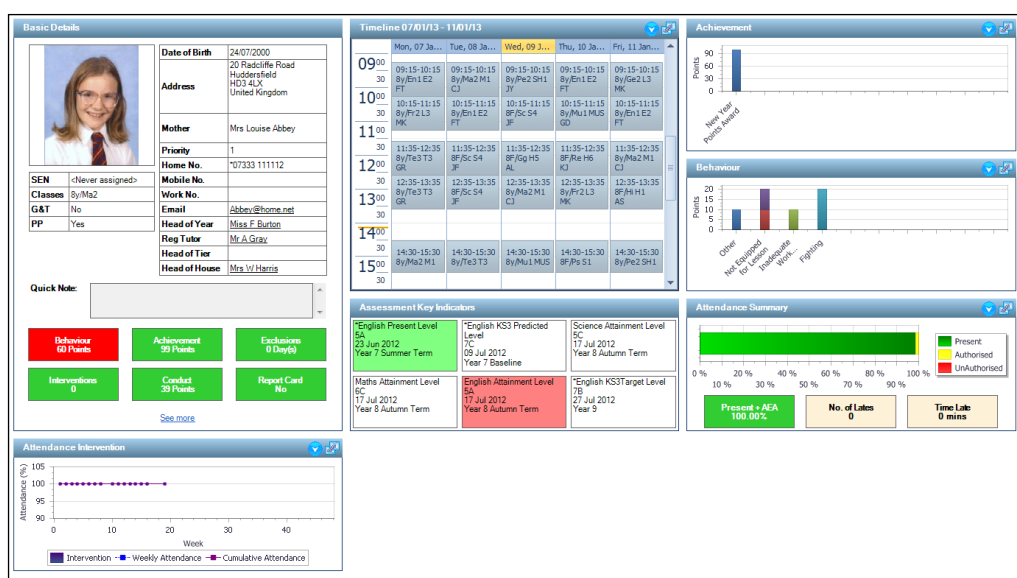 Basic Details
Date of Birth 24/07/2000
Address 20 Radcliffe Road
Huddersfield
HD3 4LX
United Kingdom
Mother Mrs Louise Abbey
Priority 1
Home No. *07333 111112
Mobile No.
Work No.
Email Abbey@home.net
Head of Year Miss F Burton
Reg Tutor Mr A Gray
Head of Tier
Head of House Mrs W Harris
SEN <Never assigned>
Classes 8y/Ma2
G&T No
PP Yes
Quick Note:
Behaviour
60 Points
Achievement
99 Points
Exclusions
0 Day(s)
Interventions
0
Conduct
39 Points
Report Card
No
See more
Timeline 07/01/13 - 11/01/13
Mon, 07 Ja... Tue, 08 Ja... Wed, 09 J... Thu, 10 Ja... Fri, 11 Jan...
09 00
09:15-10:15 09:15-10:15 09:15-10:15 09:15-10:15 09:15-10:15
30 8y/En1 E2 8y/Ma2 M1 8y/Pe2 SH1 8y/En1 E2 8y/Ge2 L3
FT CJ JY FT MK
10 00 10:15-11:15 10:15-11:15 10:15-11:15 10:15-11:15 10:15-11:15
30 8y/Fr2 L3 8y/En1 E2 8F/Sc S4 8y/Mu1 MUS 8y/En1 E2
MK FT JF GD FT
11 00
30 11:35-12:35 11:35-12:35 11:35-12:35 11:35-12:35 11:35-12:35
8y/Te3 T3 8F/Sc S4 8F/Gg H5 8F/Re H6 8y/Ma2 M1
12 00 GR JF AL KJ CJ
30 12:35-13:35 12:35-13:35 12:35-13:35 12:35-13:35 12:35-13:35
8y/Te3 T3 8F/Sc S4 8y/Ma2 M1 8y/Fr2 L3 8F/Hi H1
13 00 GR JF CJ MK AS
30
14 00
30 14:30-15:30 14:30-15:30 14:30-15:30 14:30-15:30 14:30-15:30
15 00 8y/Ma2 M1 8y/Te3 T3 8y/Mu1 MUS 8F/Ps S1 8y/Pe2 SH1
30
Assessment Key Indicators
*English Present Level
5A
23 Jun 2012
Year 7 Summer Term
*English KS3 Predicted
Level
7C
09 Jul 2012
Year 7 Baseline
Science Attainment Level
5C
17 Jul 2012
Year 8 Autumn Term
Maths Attainment Level
5C
17 Jul 2012
Year 8 Autumn Term
English Attainment Level
5A
17 Jul 2012
Year 8 Autumn Term
*English KS3Target Level
7B
27 Jul 2012
Year 9
Achievement
Points
90
60
30
0
0
New Year
Points Award
Behaviour
Points
20
15
10
5
0
0 0 0 0
Other
Not Equipped
for Lesson
Inadequate
Work...
Fighting
Attendance Summary
Present
Authorised
UnAuthorised
0 % 20 % 40 % 60 % 80 % 100 %
10 % 30 % 50 % 70 % 90 %
Present + AEA
100.00%
No. of Lates
0
Time Late
0 mins
Attendance Intervention
Attendance (%)
105
100
95
90
0 10 20 30 40
Week
Intervention Weekly Attendance Cumulative Attendance